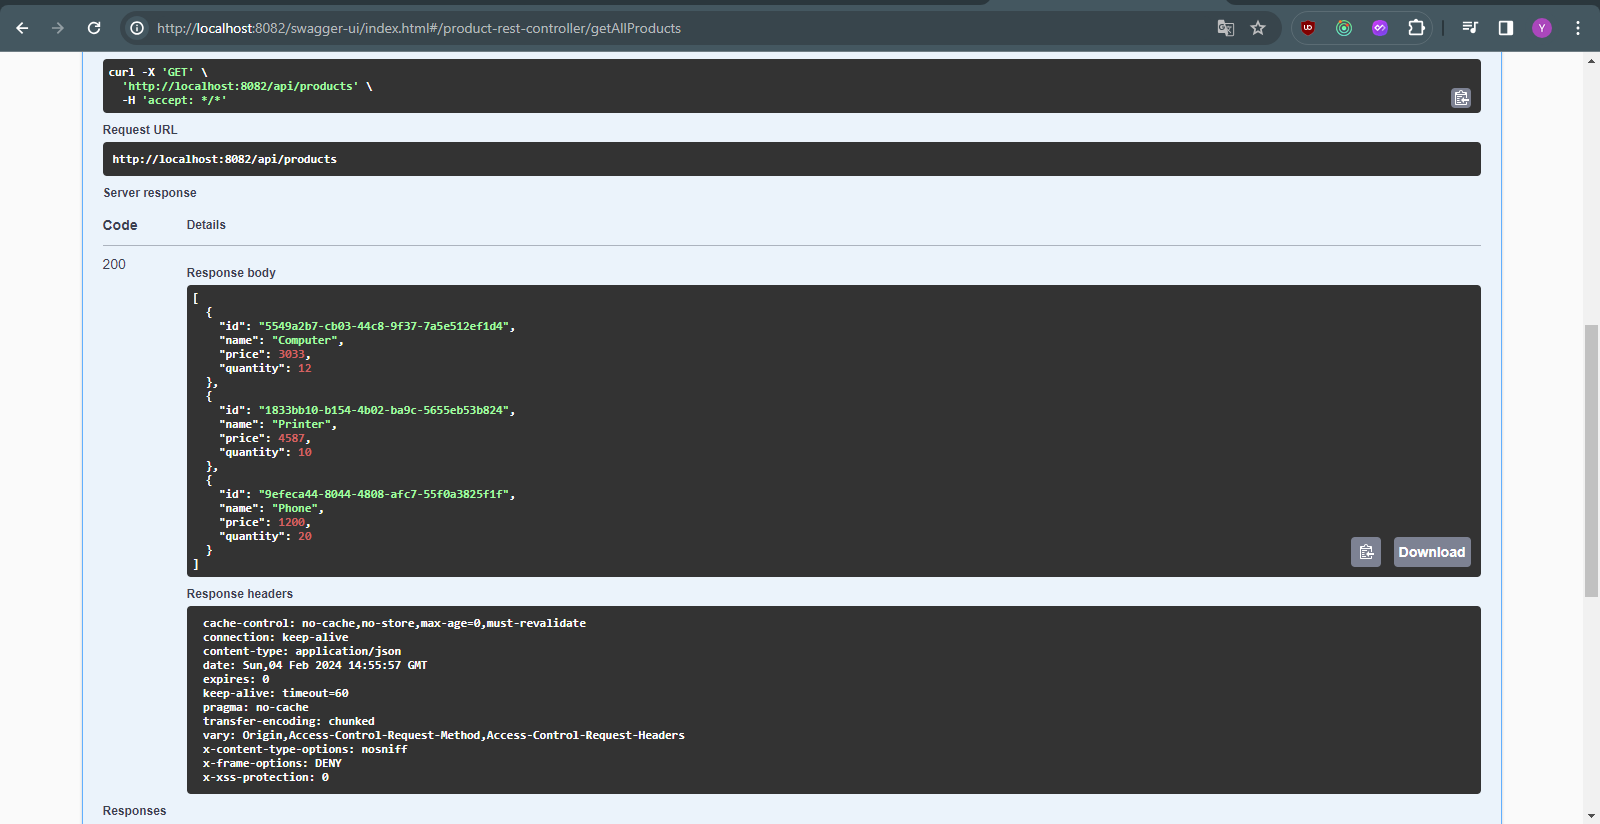 http://localhost:8082/swagger-ui/index.html#/product-rest-controller/getAllProducts
Y
curl -X 'GET' \
'http://localhost:8082/api/products' \
-H 'accept: */*'
Request URL
http://localhost:8082/api/products
Server response
Code Details
200
Response body
[
{
"id": "5549a2b7-cb03-44c8-9f37-7a5e512ef1d4",
"name": "Computer",
"price": 3033,
"quantity": 12
},
{
"id": "1833bb10-b154-4b02-ba9c-5655eb53b824",
"name": "Printer",
"price": 4587,
"quantity": 10
},
{
"id": "9efeca44-8044-4808-afc7-55f0a3825f1f",
"name": "Phone",
"price": 1200,
"quantity": 20
}
]
Download
Response headers
cache-control: no-cache,no-store,max-age=0,must-revalidate
connection: keep-alive
content-type: application/json
date: Sun,04 Feb 2024 14:55:57 GMT
expires: 0
keep-alive: timeout=60
pragma: no-cache
transfer-encoding: chunked
vary: Origin,Access-Control-Request-Method,Access-Control-Request-Headers
x-content-type-options: nosniff
x-frame-options: DENY
x-xss-protection: 0
Responses